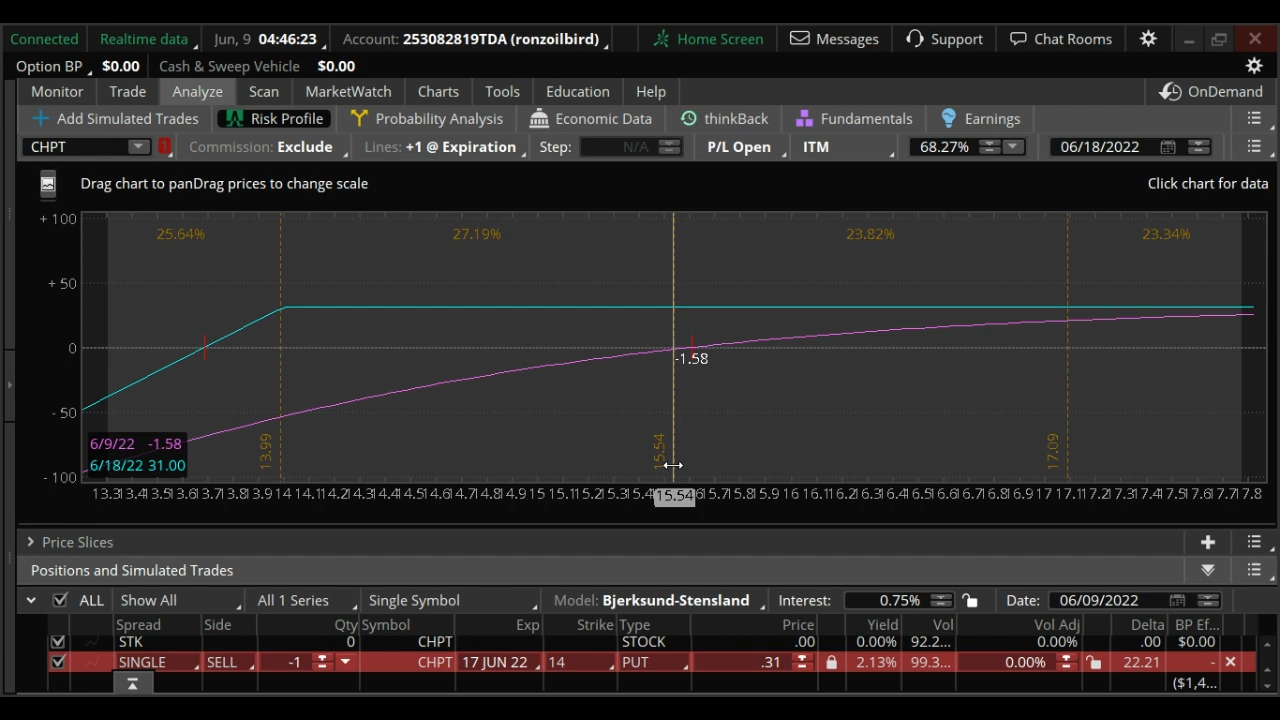 Connected Realtime data Jun, 9 04:46:23 Account: 253082819TDA (ronzoilbird) Home Screen Messages Support Chat Rooms
Option BP $0.00 Cash & Sweep Vehicle $0.00
Monitor Trade Analyze Scan MarketWatch Charts Tools Education Help OnDemand
Add Simulated Trades Risk Profile Probability Analysis Economic Data thinkBack Fundamentals Earnings
CHPT 1 Commission: Exclude Lines: +1 @ Expiration Step: N/A P/L Open ITM 68.27% 06/18/2022
Drag chart to panDrag prices to change scale Click chart for data
+ 100
25.64% 27.19% 23.82% 23.34%
+ 50
0
-1.58
- 50
13.99 15.54 17.09
6/9/22 -1.58
6/18/22 31.00
- 100
13.3 13.4 13.5 13.6 13.7 13.8 13.9 14 14.1 14.2 14.3 14.4 14.5 14.6 14.7 14.8 14.9 15 15.1 15.2 15.3 15.4 15.54 15.7 15.8 15.9 16 16.1 16.2 16.3 16.4 16.5 16.6 16.7 16.8 16.9 17 17.1 17.2 17.3 17.4 17.5 17.6 17.7 17.8
Price Slices
Positions and Simulated Trades
ALL Show All All 1 Series Single Symbol Model: Bjerksund-Stensland Interest: 0.75% Date: 06/09/2022
Spread Side Qty Symbol Exp Strike Type Price Yield Vol Vol Adj Delta BP Ef...
STK 0 CHPT STOCK .00 0.00% 92.2... 0.00% .00 $0.00
SINGLE SELL -1 CHPT 17 JUN 22 14 PUT .31 2.13% 99.3... 0.00% 22.21 -
($1,4...